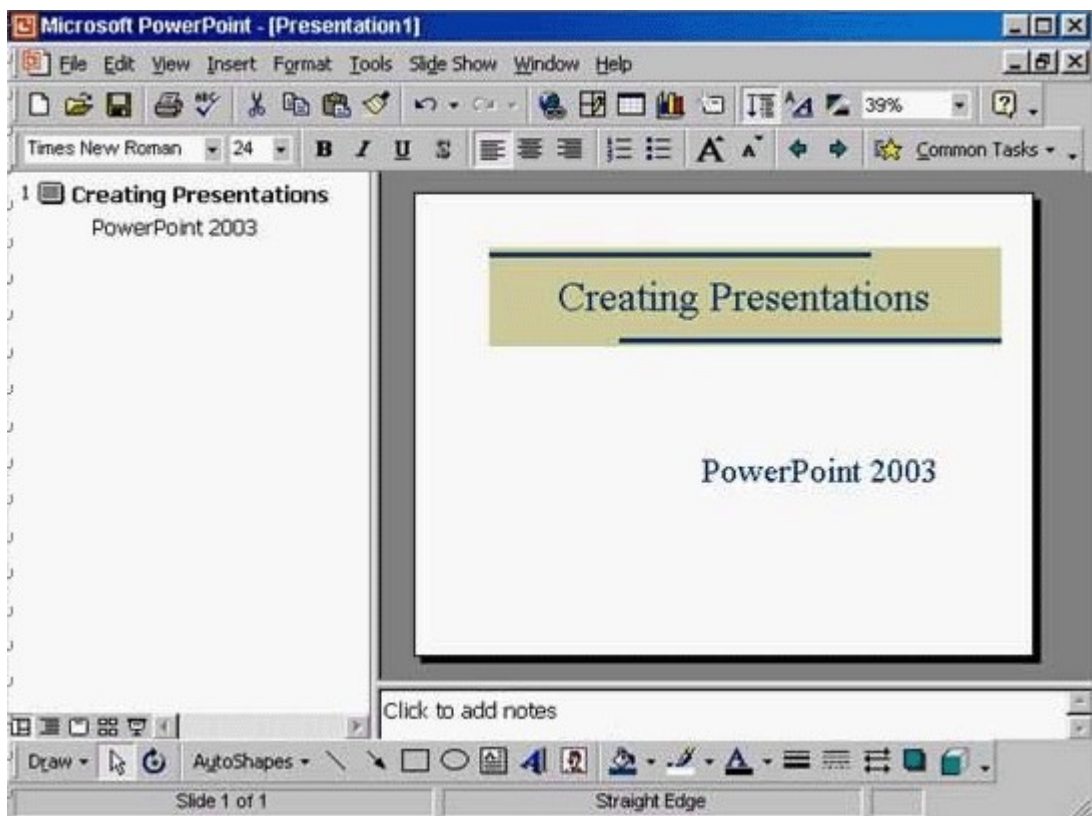 Microsoft PowerPoint - [Presentation1]
File Edit View Insert Format Tools Slide Show Window Help
39%
Times New Roman 24 B I U S A A Common Tasks
1 Creating Presentations
PowerPoint 2003
Creating Presentations
PowerPoint 2003
Click to add notes
Draw AutoShapes
Slide 1 of 1 Straight Edge